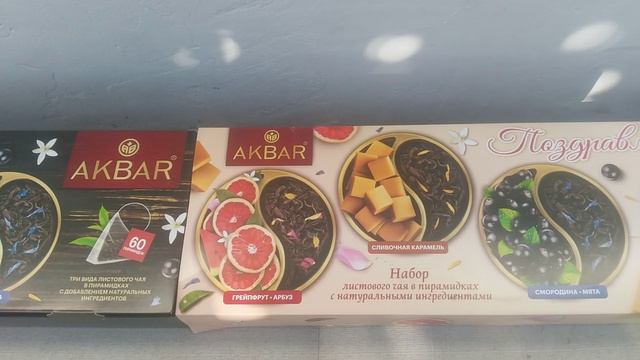 AKBAR
60
ТРИ ВИДА ЛИСТОВОГО ЧАЯ
В ПИРАМИДКАХ
С ДОБАВЛЕНИЕМ НАТУРАЛЬНЫХ
ИНГРЕДИЕНТОВ
AKBAR
Поздрав
СЛИВОЧНАЯ КАРАМЕЛЬ
ГРЕЙПФРУТ • АРБУЗ
Набор
листового чая в пирамидках
с натуральными ингредиентами
СМОРОДИНА • МЯТА